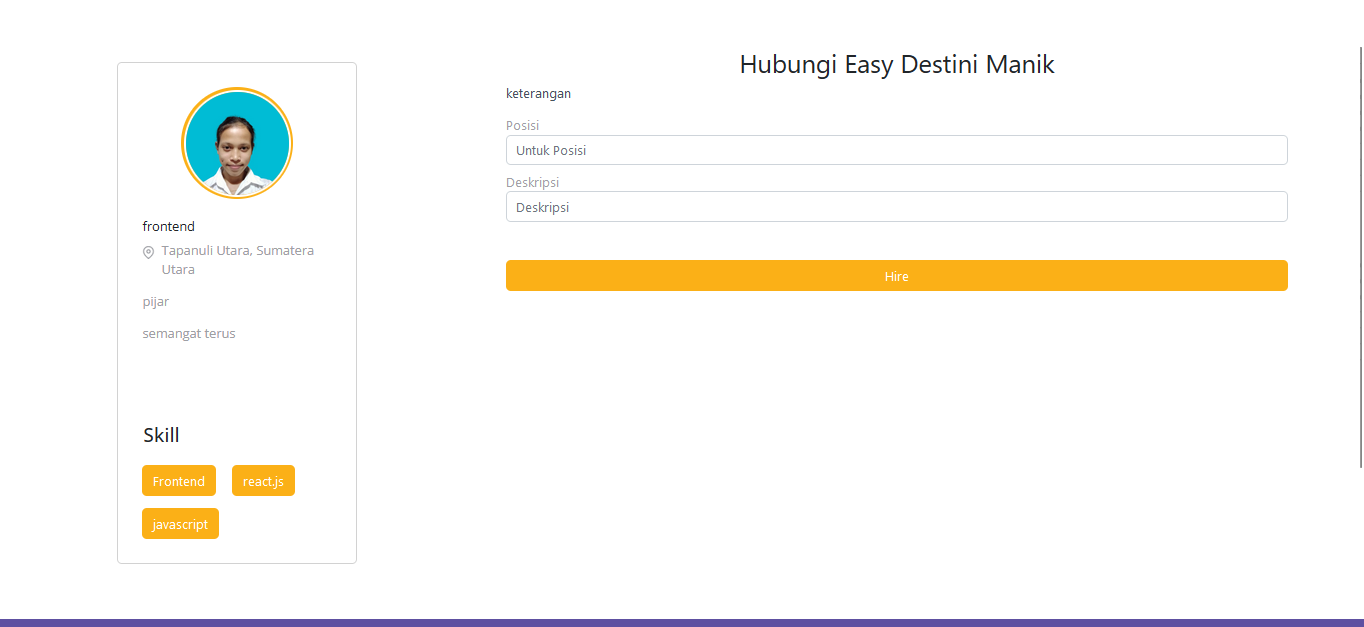 Hubungi Easy Destini Manik
keterangan
Posisi
Untuk Posisi
Deskripsi
Deskripsi
Hire
frontend
Tapanuli Utara, Sumatera
Utara
pijar
semangat terus
Skill
Frontend
react.js
javascript